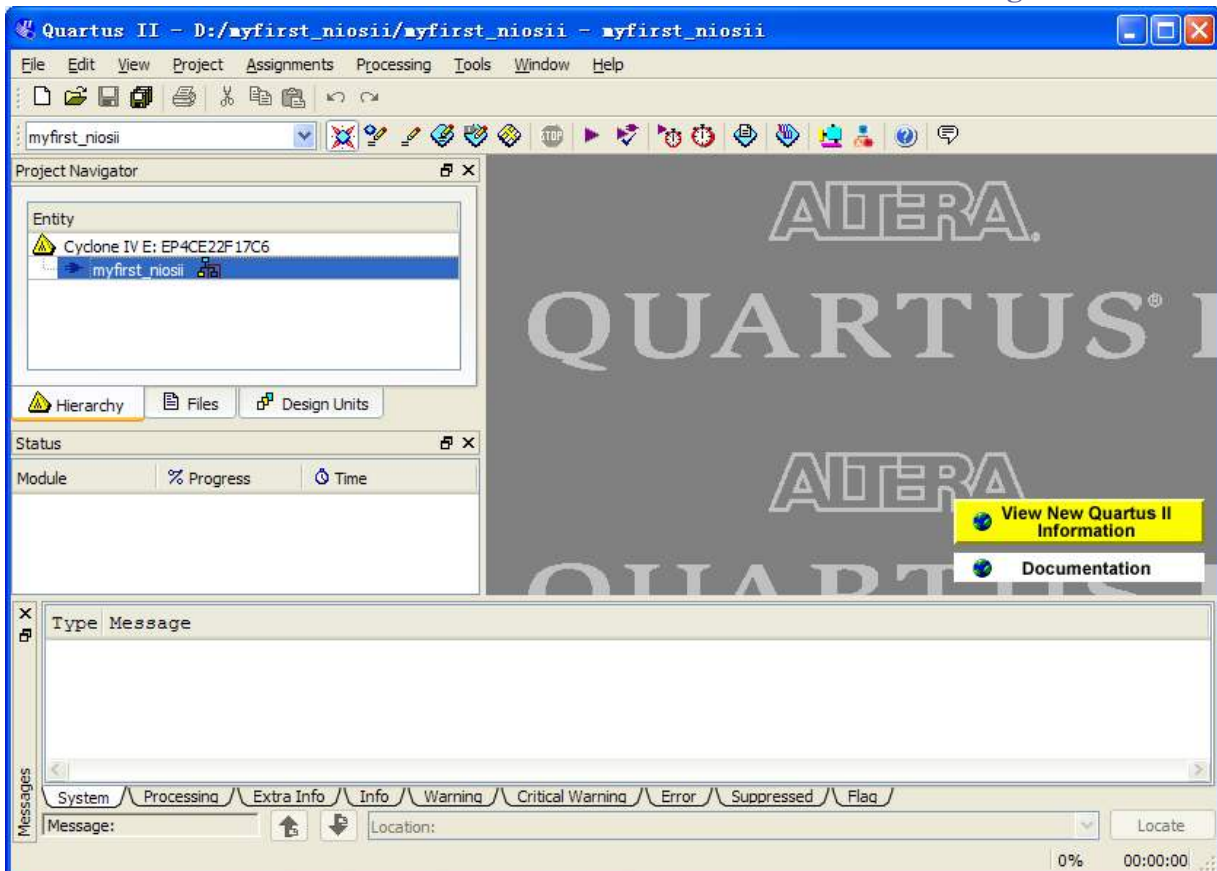 Quartus II - D:/myfirst_niosii/myfirst_niosii - myfirst_niosii
File Edit View Project Assignments Processing Tools Window Help
myfirst_niosii
STOP
Project Navigator
Entity
Cyclone IV E: EP4CE22F17C6
myfirst_niosii
Hierarchy Files Design Units
Status
Module % Progress Time
ALTERA.
QUARTUS® I
ALTERA
View New Quartus II
Information
Documentation
Type Message
Messages
System Processing Extra Info Info Warning Critical Warning Error Suppressed Flag
Message: Location: Locate
0% 00:00:00